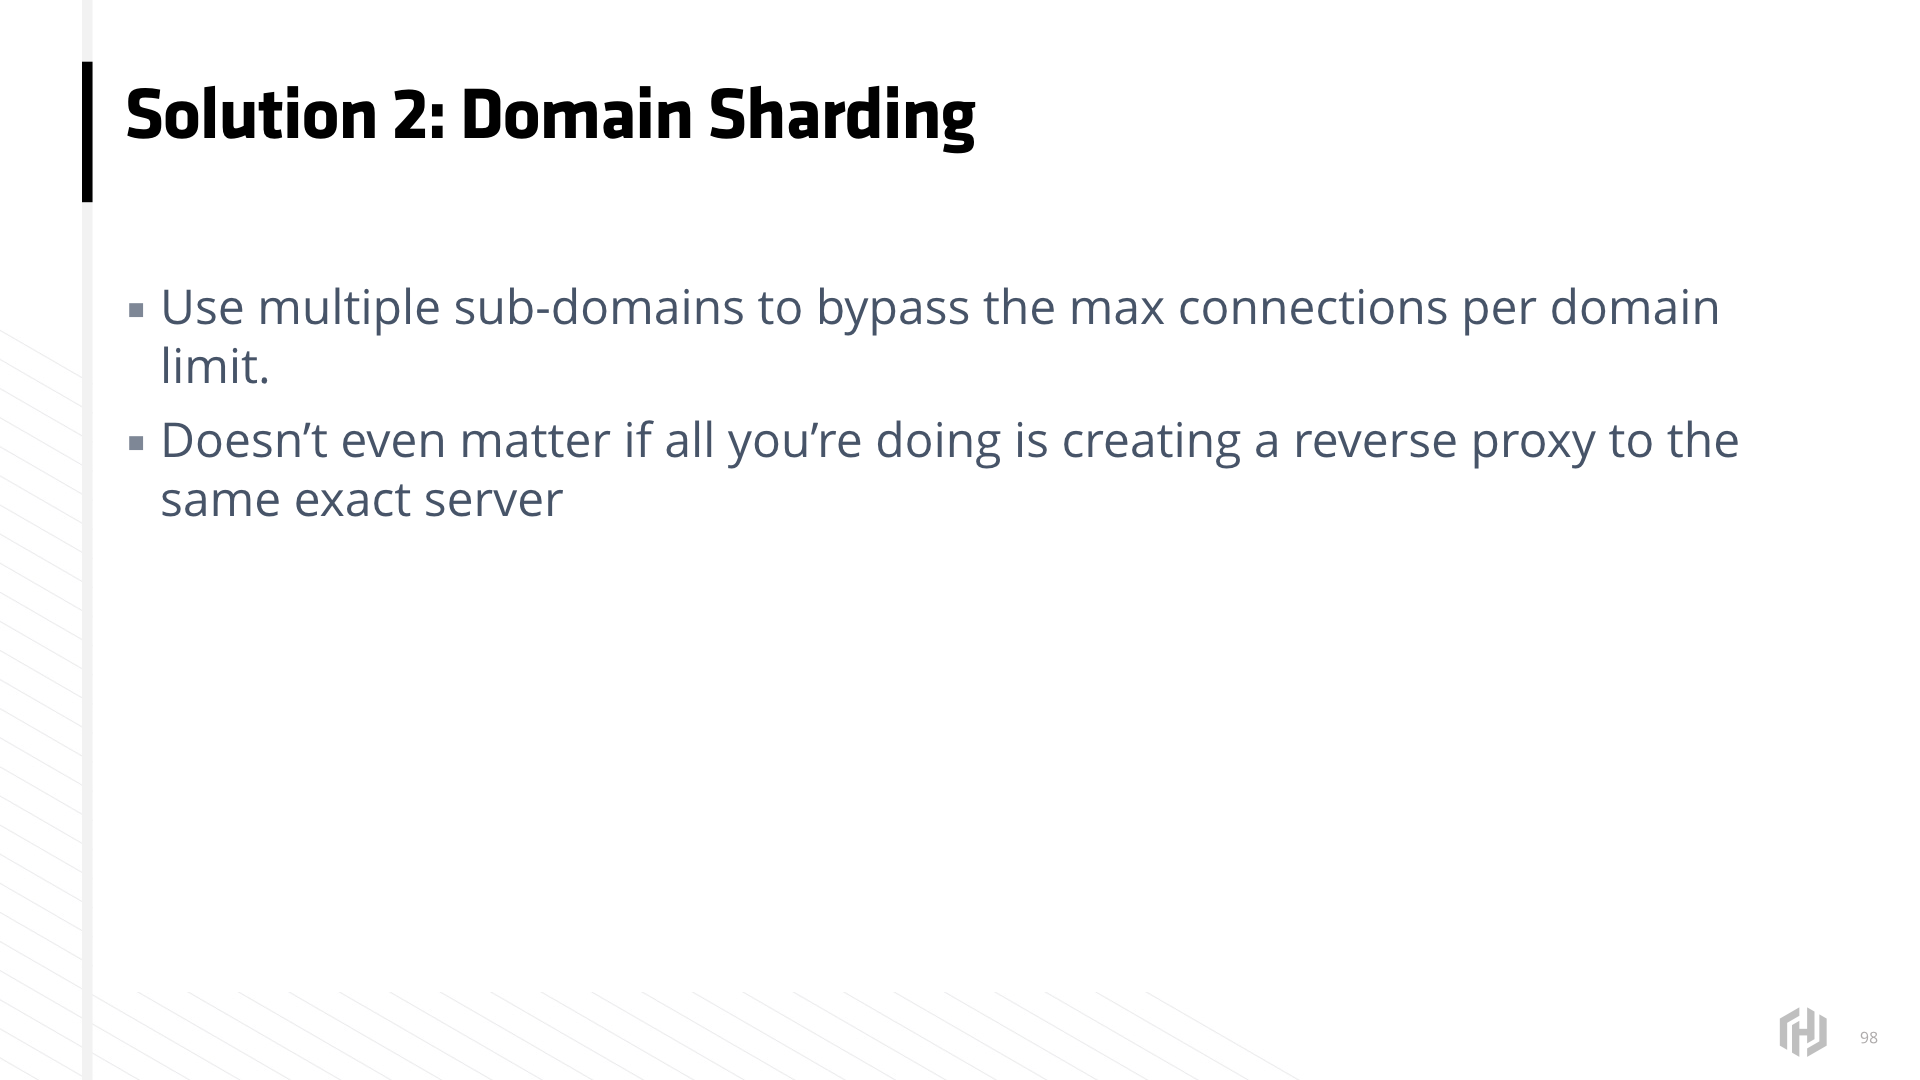 Solution 2: Domain Sharding
▪ Use multiple sub-domains to bypass the max connections per domain
limit.
▪ Doesn’t even matter if all you’re doing is creating a reverse proxy to the
same exact server
98